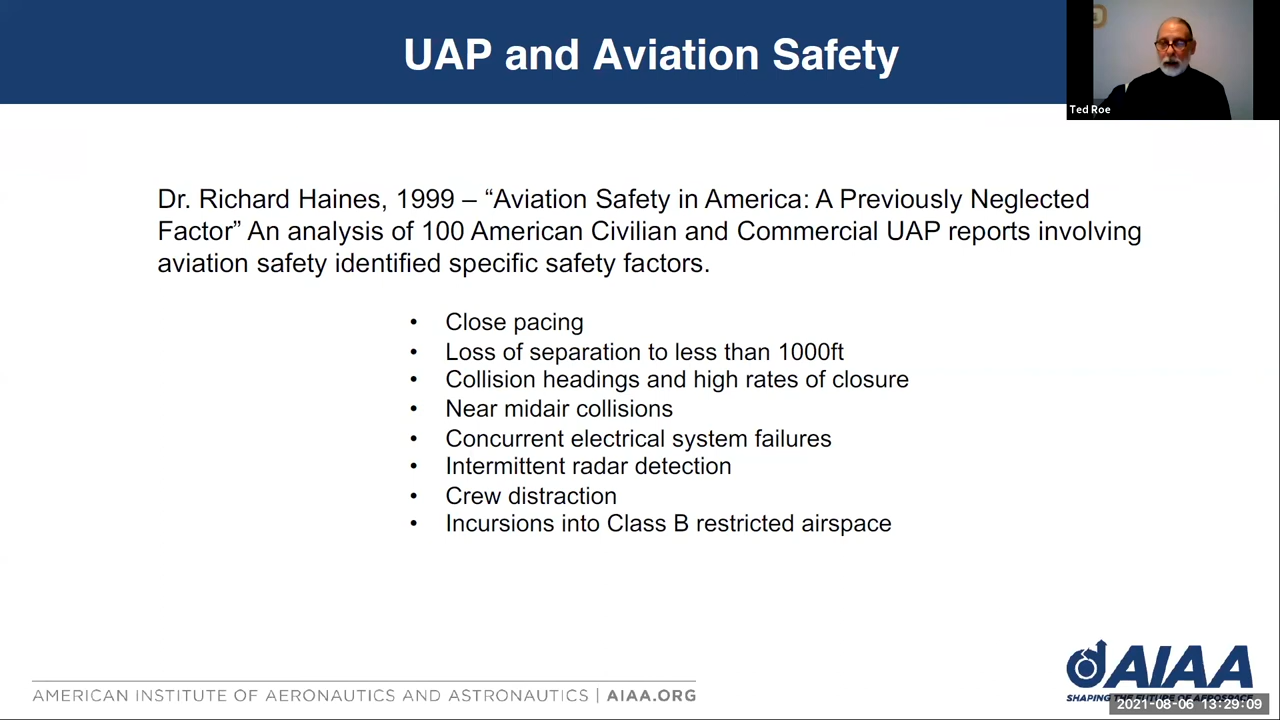 UAP and Aviation Safety
Ted Roe
Dr. Richard Haines, 1999 – “Aviation Safety in America: A Previously Neglected
Factor” An analysis of 100 American Civilian and Commercial UAP reports involving
aviation safety identified specific safety factors.
• Close pacing
• Loss of separation to less than 1000ft
• Collision headings and high rates of closure
• Near midair collisions
• Concurrent electrical system failures
• Intermittent radar detection
• Crew distraction
• Incursions into Class B restricted airspace
AIAA
SHAPING THE FUTURE OF AEROSPACE
AMERICAN INSTITUTE OF AERONAUTICS AND ASTRONAUTICS | AIAA.ORG
2021-08-06 13:29:09